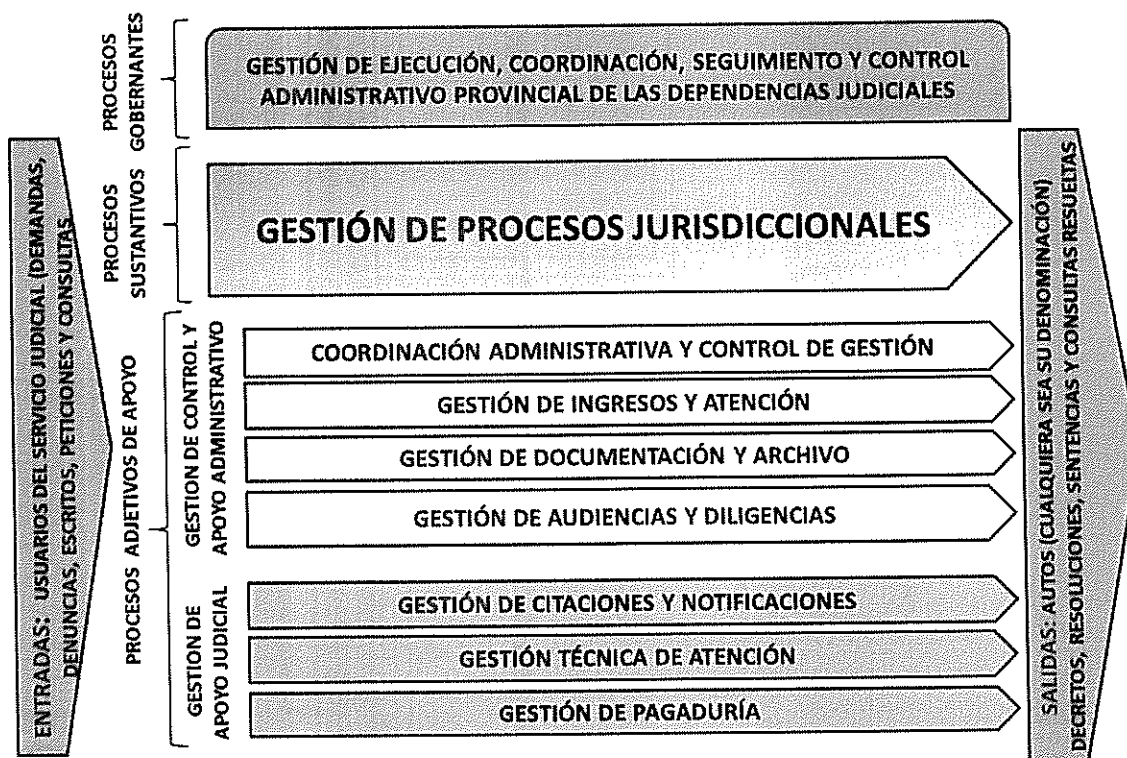 ENTRADAS: USUARIOS DEL SERVICIO JUDICIAL (DEMANDAS,
DENUNCIAS, ESCRITOS, PETICIONES Y CONSULTAS
PROCESOS
GOBERNANTES
GESTIÓN DE EJECUCIÓN, COORDINACIÓN, SEGUIMIENTO Y CONTROL
ADMINISTRATIVO PROVINCIAL DE LAS DEPENDENCIAS JUDICIALES
PROCESOS
SUSTANTIVOS
GESTIÓN DE PROCESOS JURISDICCIONALES
PROCESOS ADJETIVOS DE APOYO
GESTION DE CONTROL Y
APOYO ADMINISTRATIVO
COORDINACIÓN ADMINISTRATIVA Y CONTROL DE GESTIÓN
GESTIÓN DE INGRESOS Y ATENCIÓN
GESTIÓN DE DOCUMENTACIÓN Y ARCHIVO
GESTIÓN DE AUDIENCIAS Y DILIGENCIAS
GESTION DE
APOYO JUDICIAL
GESTIÓN DE CITACIONES Y NOTIFICACIONES
GESTIÓN TÉCNICA DE ATENCIÓN
GESTIÓN DE PAGADURÍA
SALIDAS: AUTOS (CUALQUIERA SEA SU DENOMINACIÓN)
DECRETOS, RESOLUCIONES, SENTENCIAS Y CONSULTAS RESUELTAS